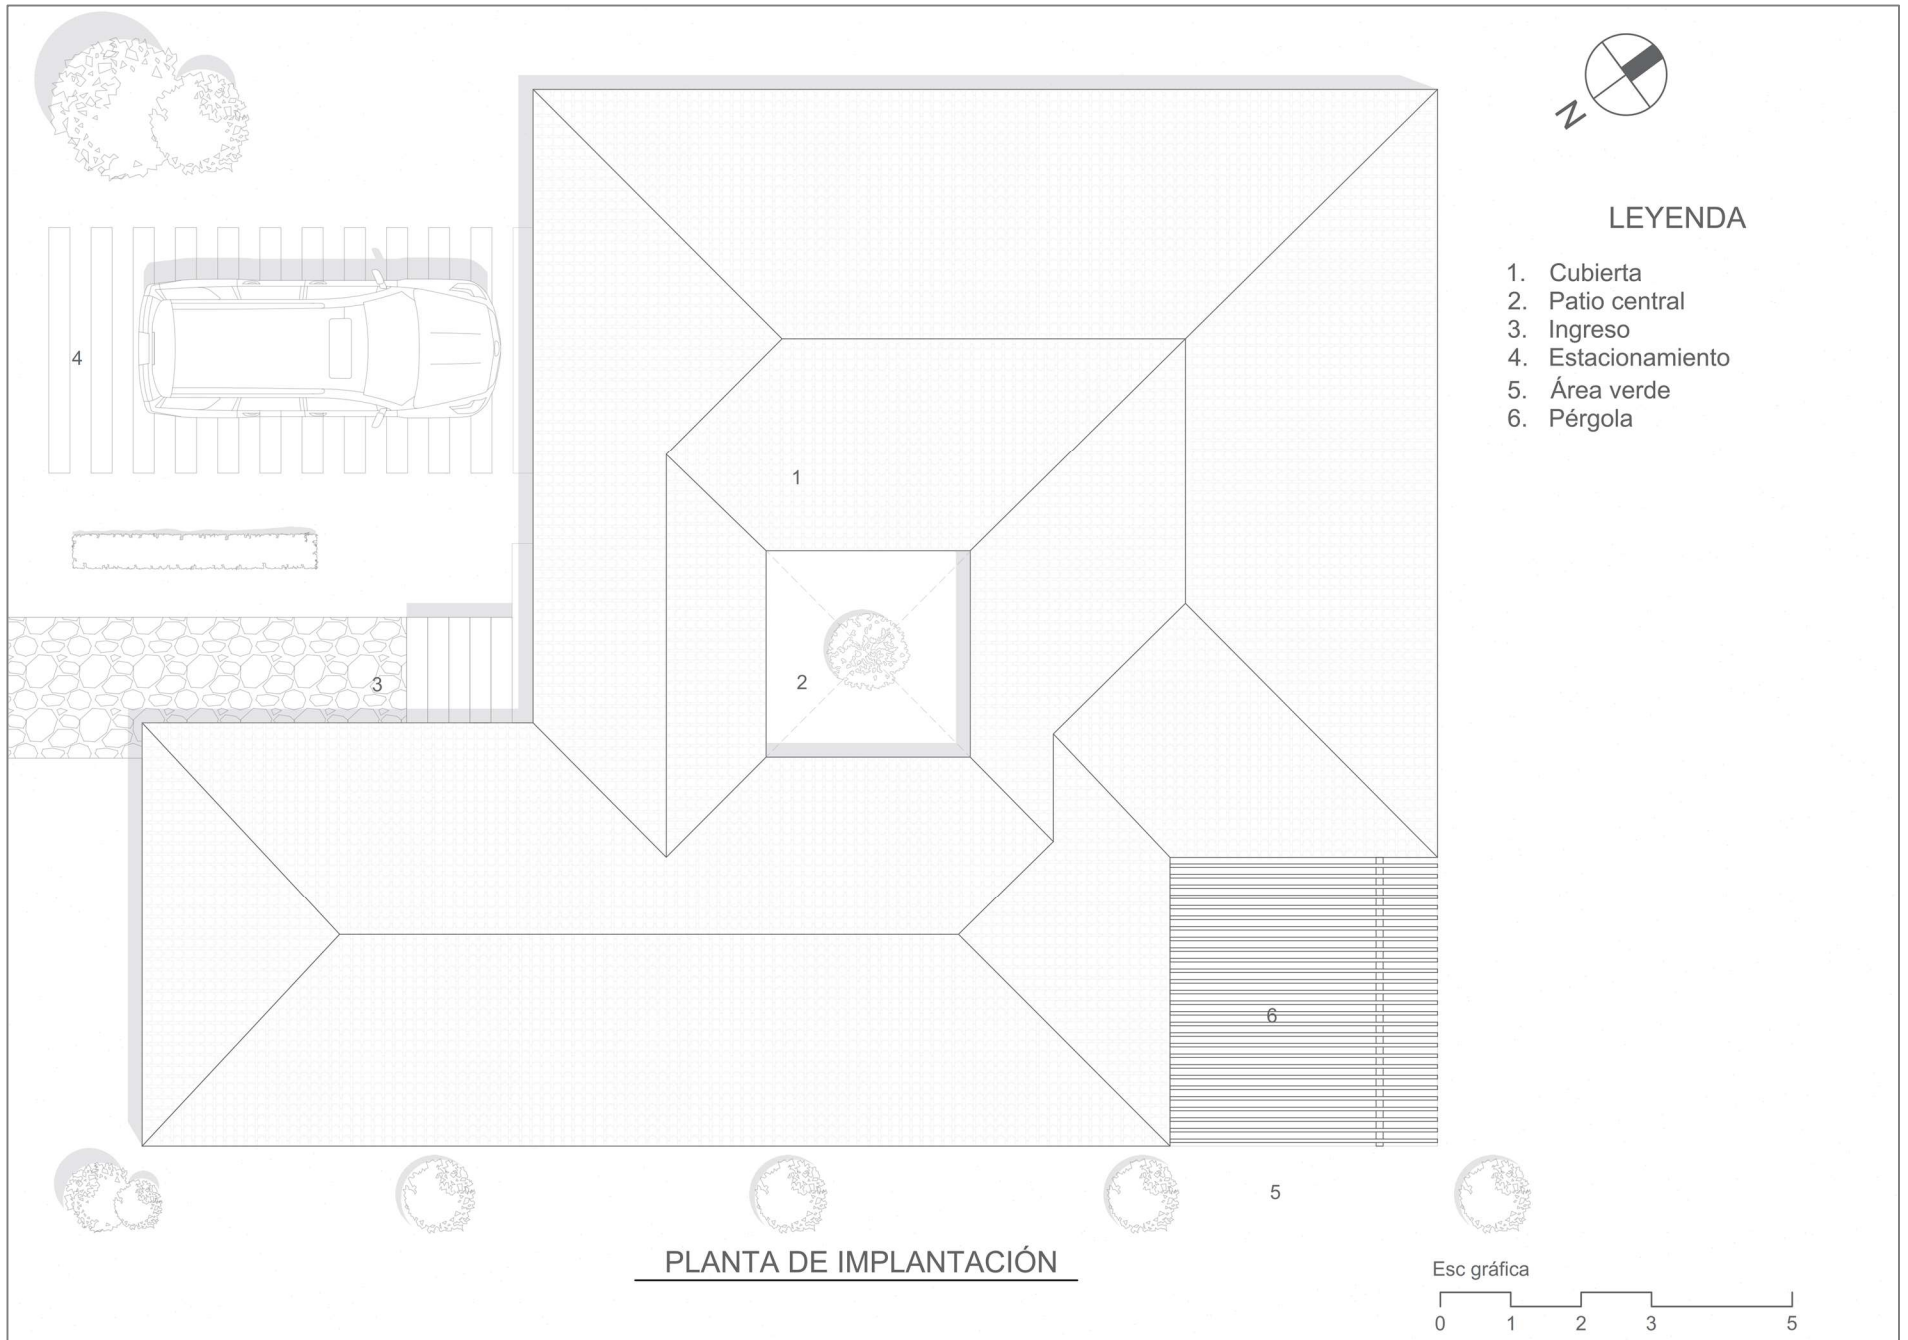 N
LEYENDA
1. Cubierta
2. Patio central
3. Ingreso
4. Estacionamiento
5. Área verde
6. Pérgola
4
1
2
3
6
5
PLANTA DE IMPLANTACIÓN
Esc gráfica
0 1 2 3 5